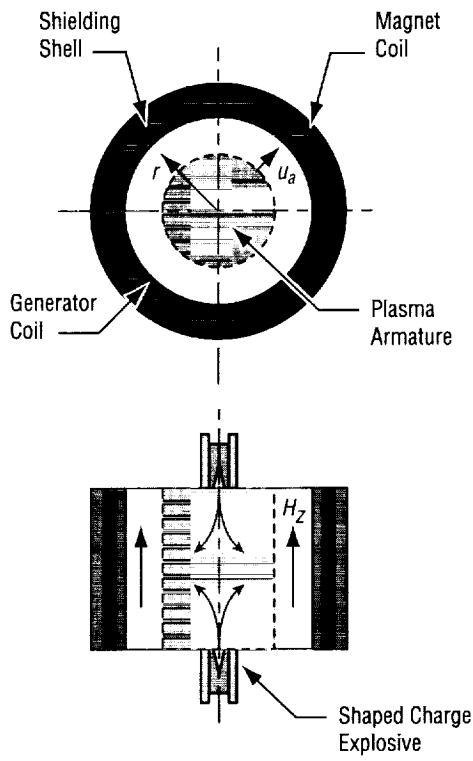 Shielding
Shell
Magnet
Coil
r
u_a
Generator
Coil
Plasma
Armature
H_Z
Shaped Charge
Explosive